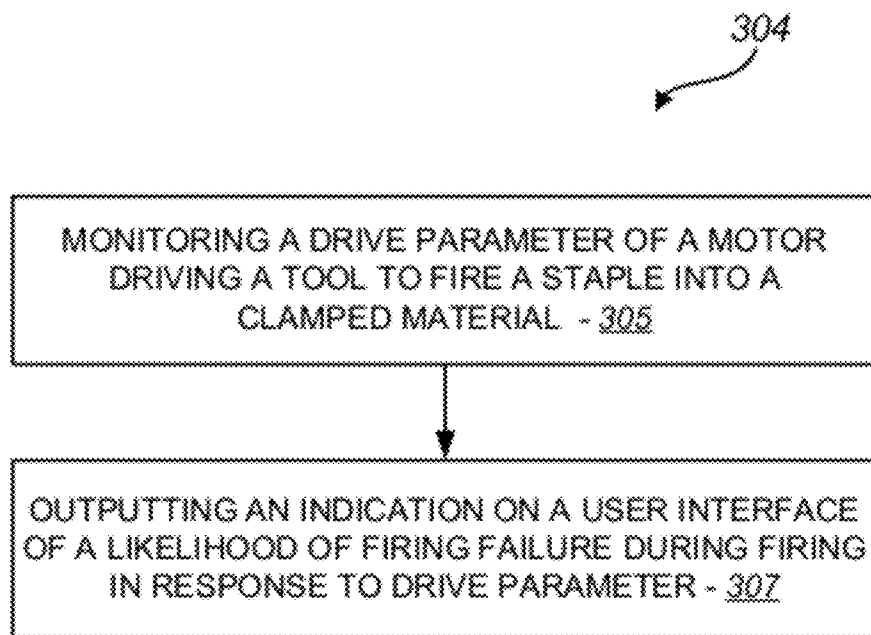 304
MONITORING A DRIVE PARAMETER OF A MOTOR
DRIVING A TOOL TO FIRE A STAPLE INTO A
CLAMPED MATERIAL - 305
OUTPUTTING AN INDICATION ON A USER INTERFACE
OF A LIKELIHOOD OF FIRING FAILURE DURING FIRING
IN RESPONSE TO DRIVE PARAMETER - 307